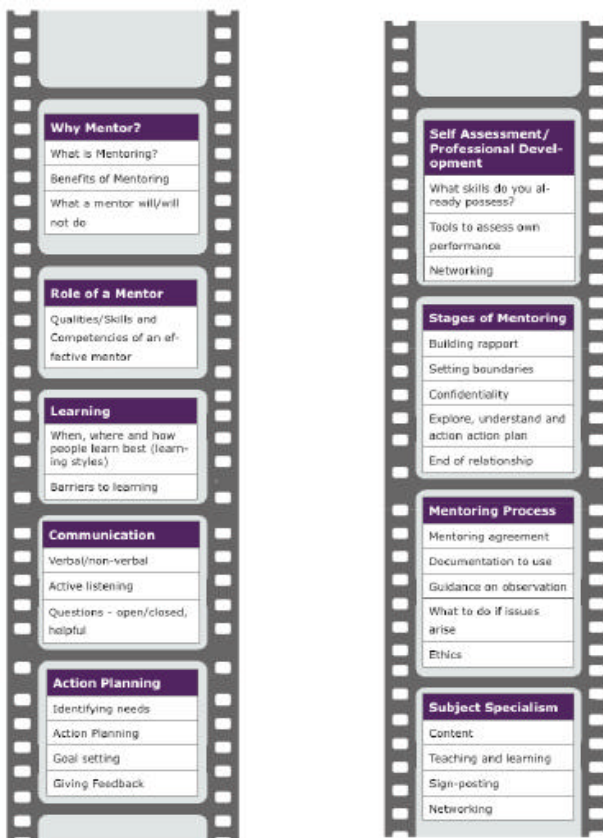 Why Mentor?
What is Mentoring?
Benefits of Mentoring
What a mentor will/will
not do
Role of a Mentor
Qualities/Skills and
Competencies of an ef-
fective mentor
Learning
When, where and how
people learn best (learn-
ing styles)
Barriers to learning
Communication
Verbal/non-verbal
Active listening
Questions - open/closed,
helpful
Action Planning
Identifying needs
Action Planning
Goal setting
Giving Feedback
Self Assessment/
Professional Devel-
opment
What skills do you al-
ready possess?
Tools to assess own
performance
Networking
Stages of Mentoring
Building rapport
Setting boundaries
Confidentiality
Explore, understand and
action action plan
End of relationship
Mentoring Process
Mentoring agreement
Documentation to use
Guidance on observation
What to do if issues
arise
Ethics
Subject Specialism
Content
Teaching and learning
Sign-posting
Networking